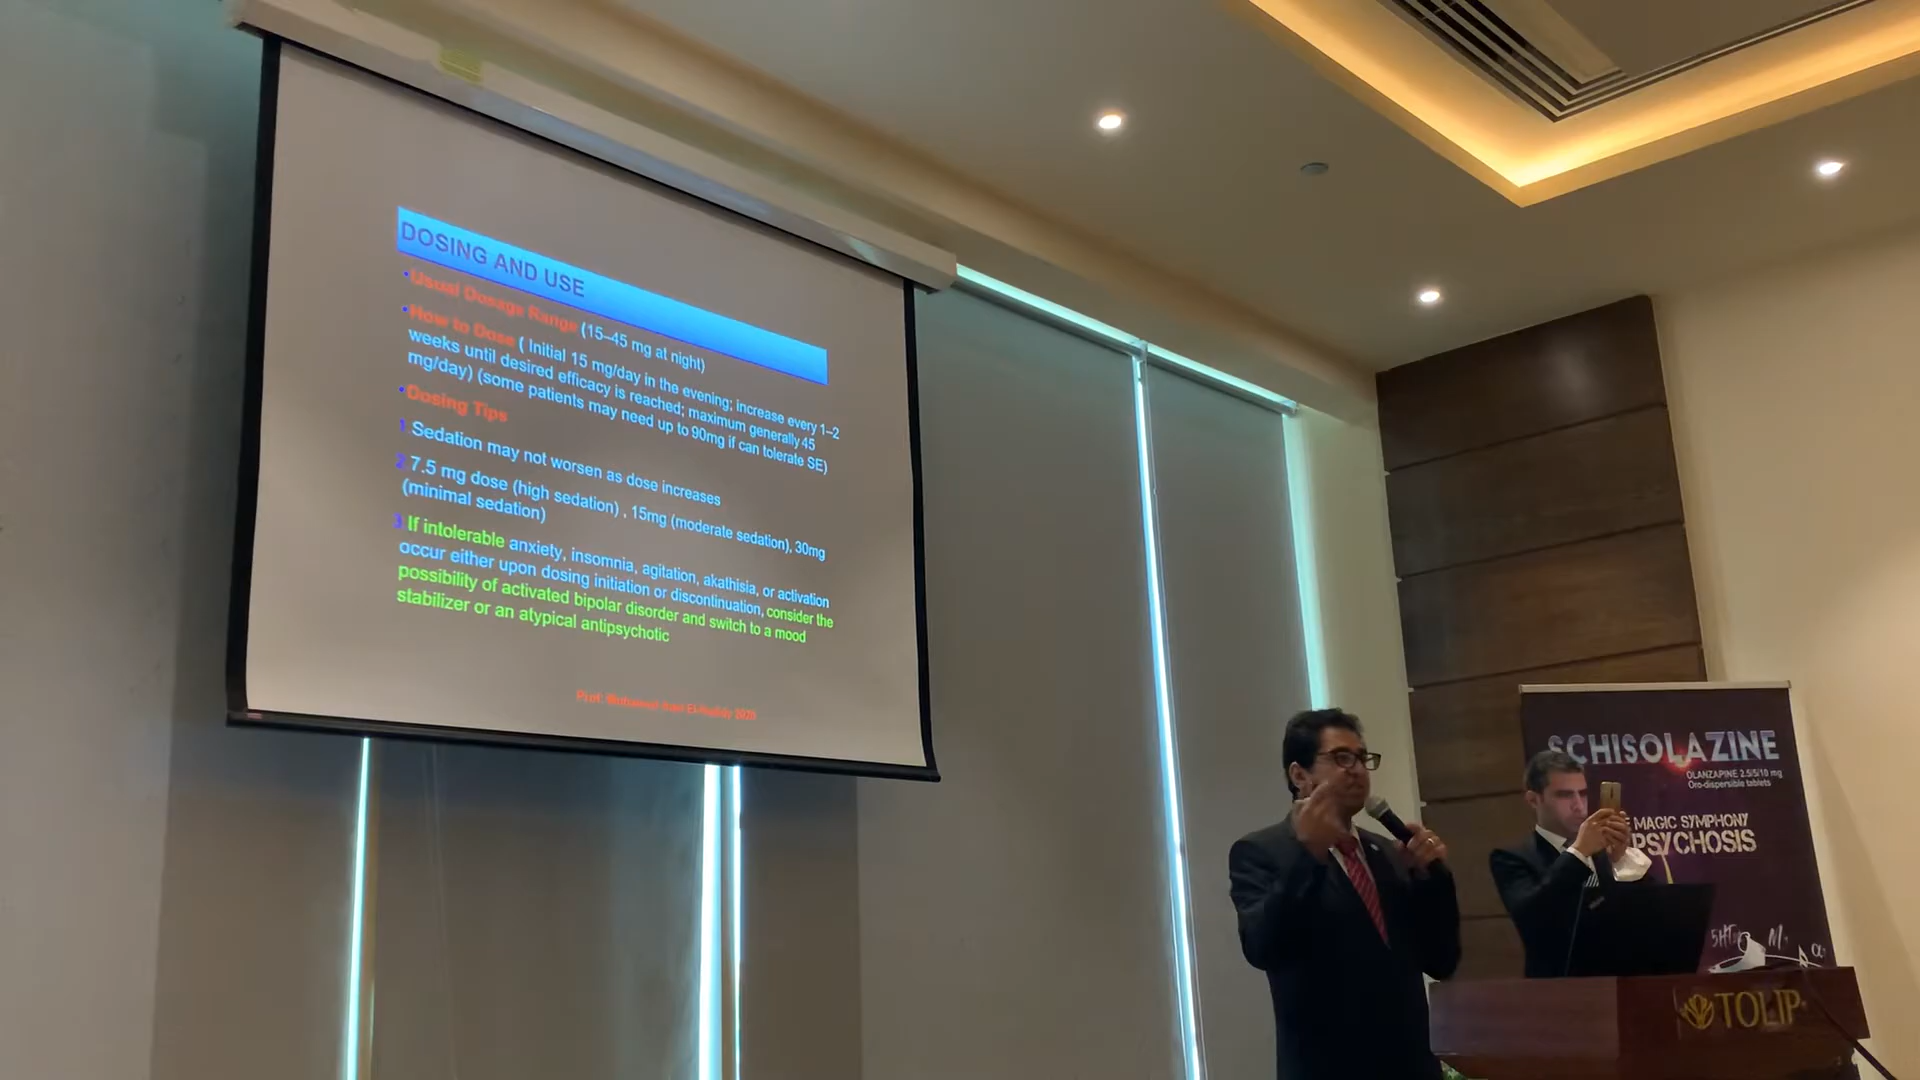 DOSING AND USE
•Usual Dosage Range (15–45 mg at night)
•How to Dose ( Initial 15 mg/day in the evening; increase every 1–2
weeks until desired efficacy is reached; maximum generally 45
mg/day) (some patients may need up to 90mg if can tolerate SE)
•Dosing Tips
1 Sedation may not worsen as dose increases
2 7.5 mg dose (high sedation) , 15mg (moderate sedation), 30mg
(minimal sedation)
3 If intolerable anxiety, insomnia, agitation, akathisia, or activation
occur either upon dosing initiation or discontinuation, consider the
possibility of activated bipolar disorder and switch to a mood
stabilizer or an atypical antipsychotic
Prof. Mohamed 2020
SCHISOLAZINE
OLANZAPINE 2.5/5/10 mg
Oro-dispersible tablets
MAGIC SYMPHONY
PSYCHOSIS
TOLIP